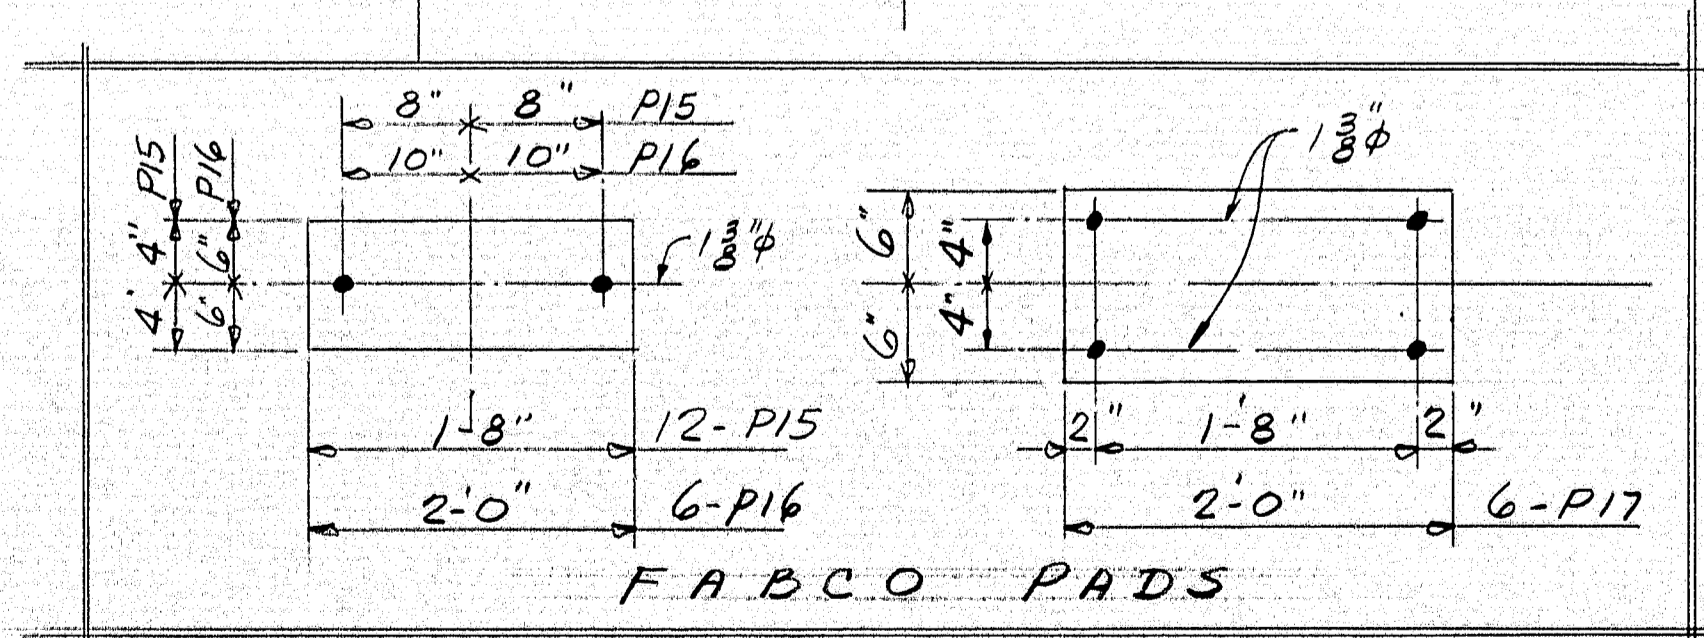 8" 8" P15
10" 10" P16
P15 P16
4" 6"
4' 6"
1 3/8"φ
1'-8" 12-P15
2'-0" 6-P16
1 3/8"φ
6" 4"
6" 4"
2" 1'-8" 2"
2'-0" 6-P17
FABCO PADS